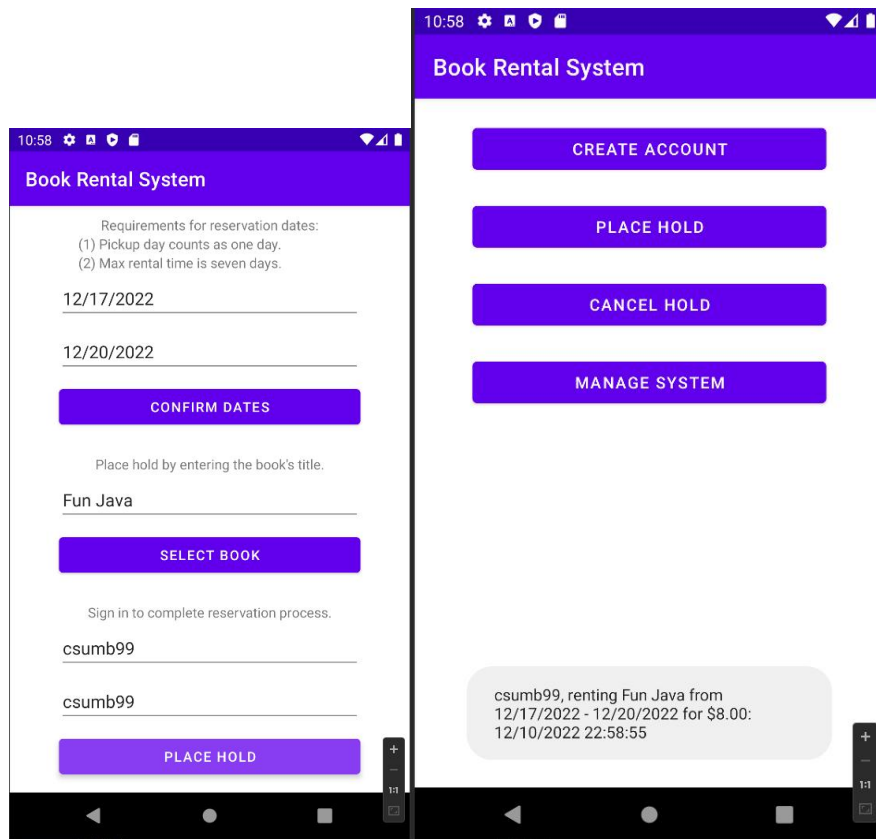 10:58
Book Rental System
Requirements for reservation dates:
(1) Pickup day counts as one day.
(2) Max rental time is seven days.
12/17/2022
12/20/2022
CONFIRM DATES
Place hold by entering the book's title.
Fun Java
SELECT BOOK
Sign in to complete reservation process.
csumb99
csumb99
PLACE HOLD
1:1
10:58
Book Rental System
CREATE ACCOUNT
PLACE HOLD
CANCEL HOLD
MANAGE SYSTEM
csumb99, renting Fun Java from
12/17/2022 - 12/20/2022 for $8.00:
12/10/2022 22:58:55
1:1